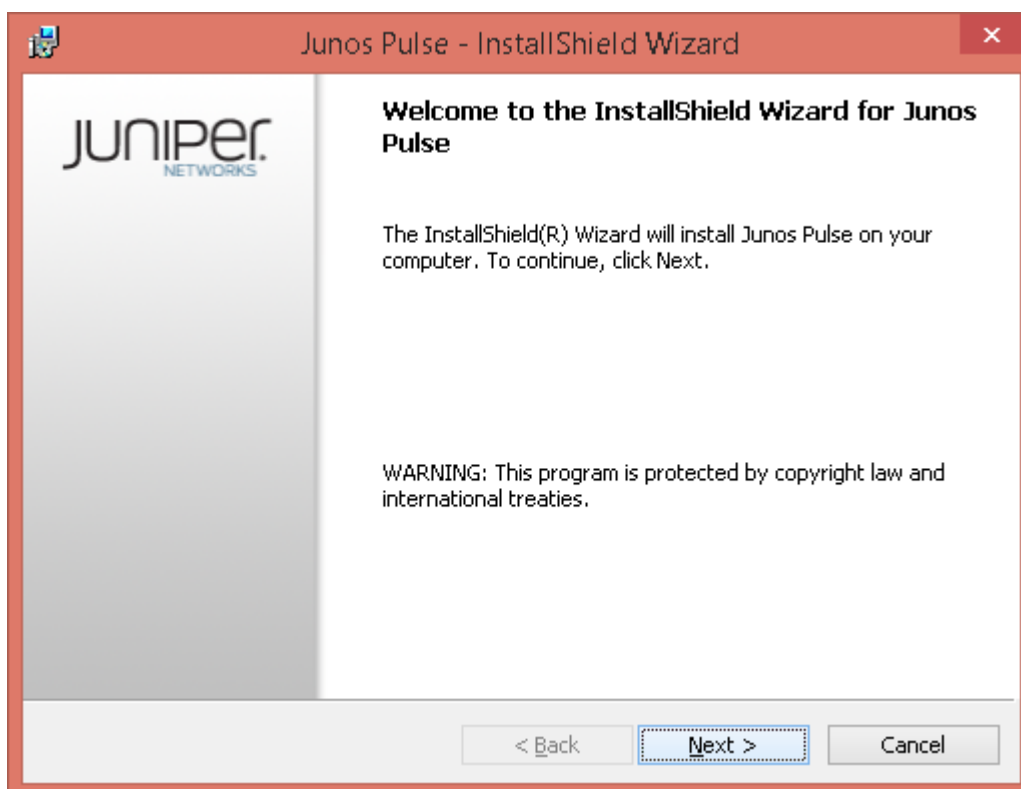 Junos Pulse - InstallShield Wizard
JUNIPER
NETWORKS
Welcome to the InstallShield Wizard for Junos
Pulse
The InstallShield(R) Wizard will install Junos Pulse on your
computer. To continue, click Next.
WARNING: This program is protected by copyright law and
international treaties.
< Back
Next >
Cancel